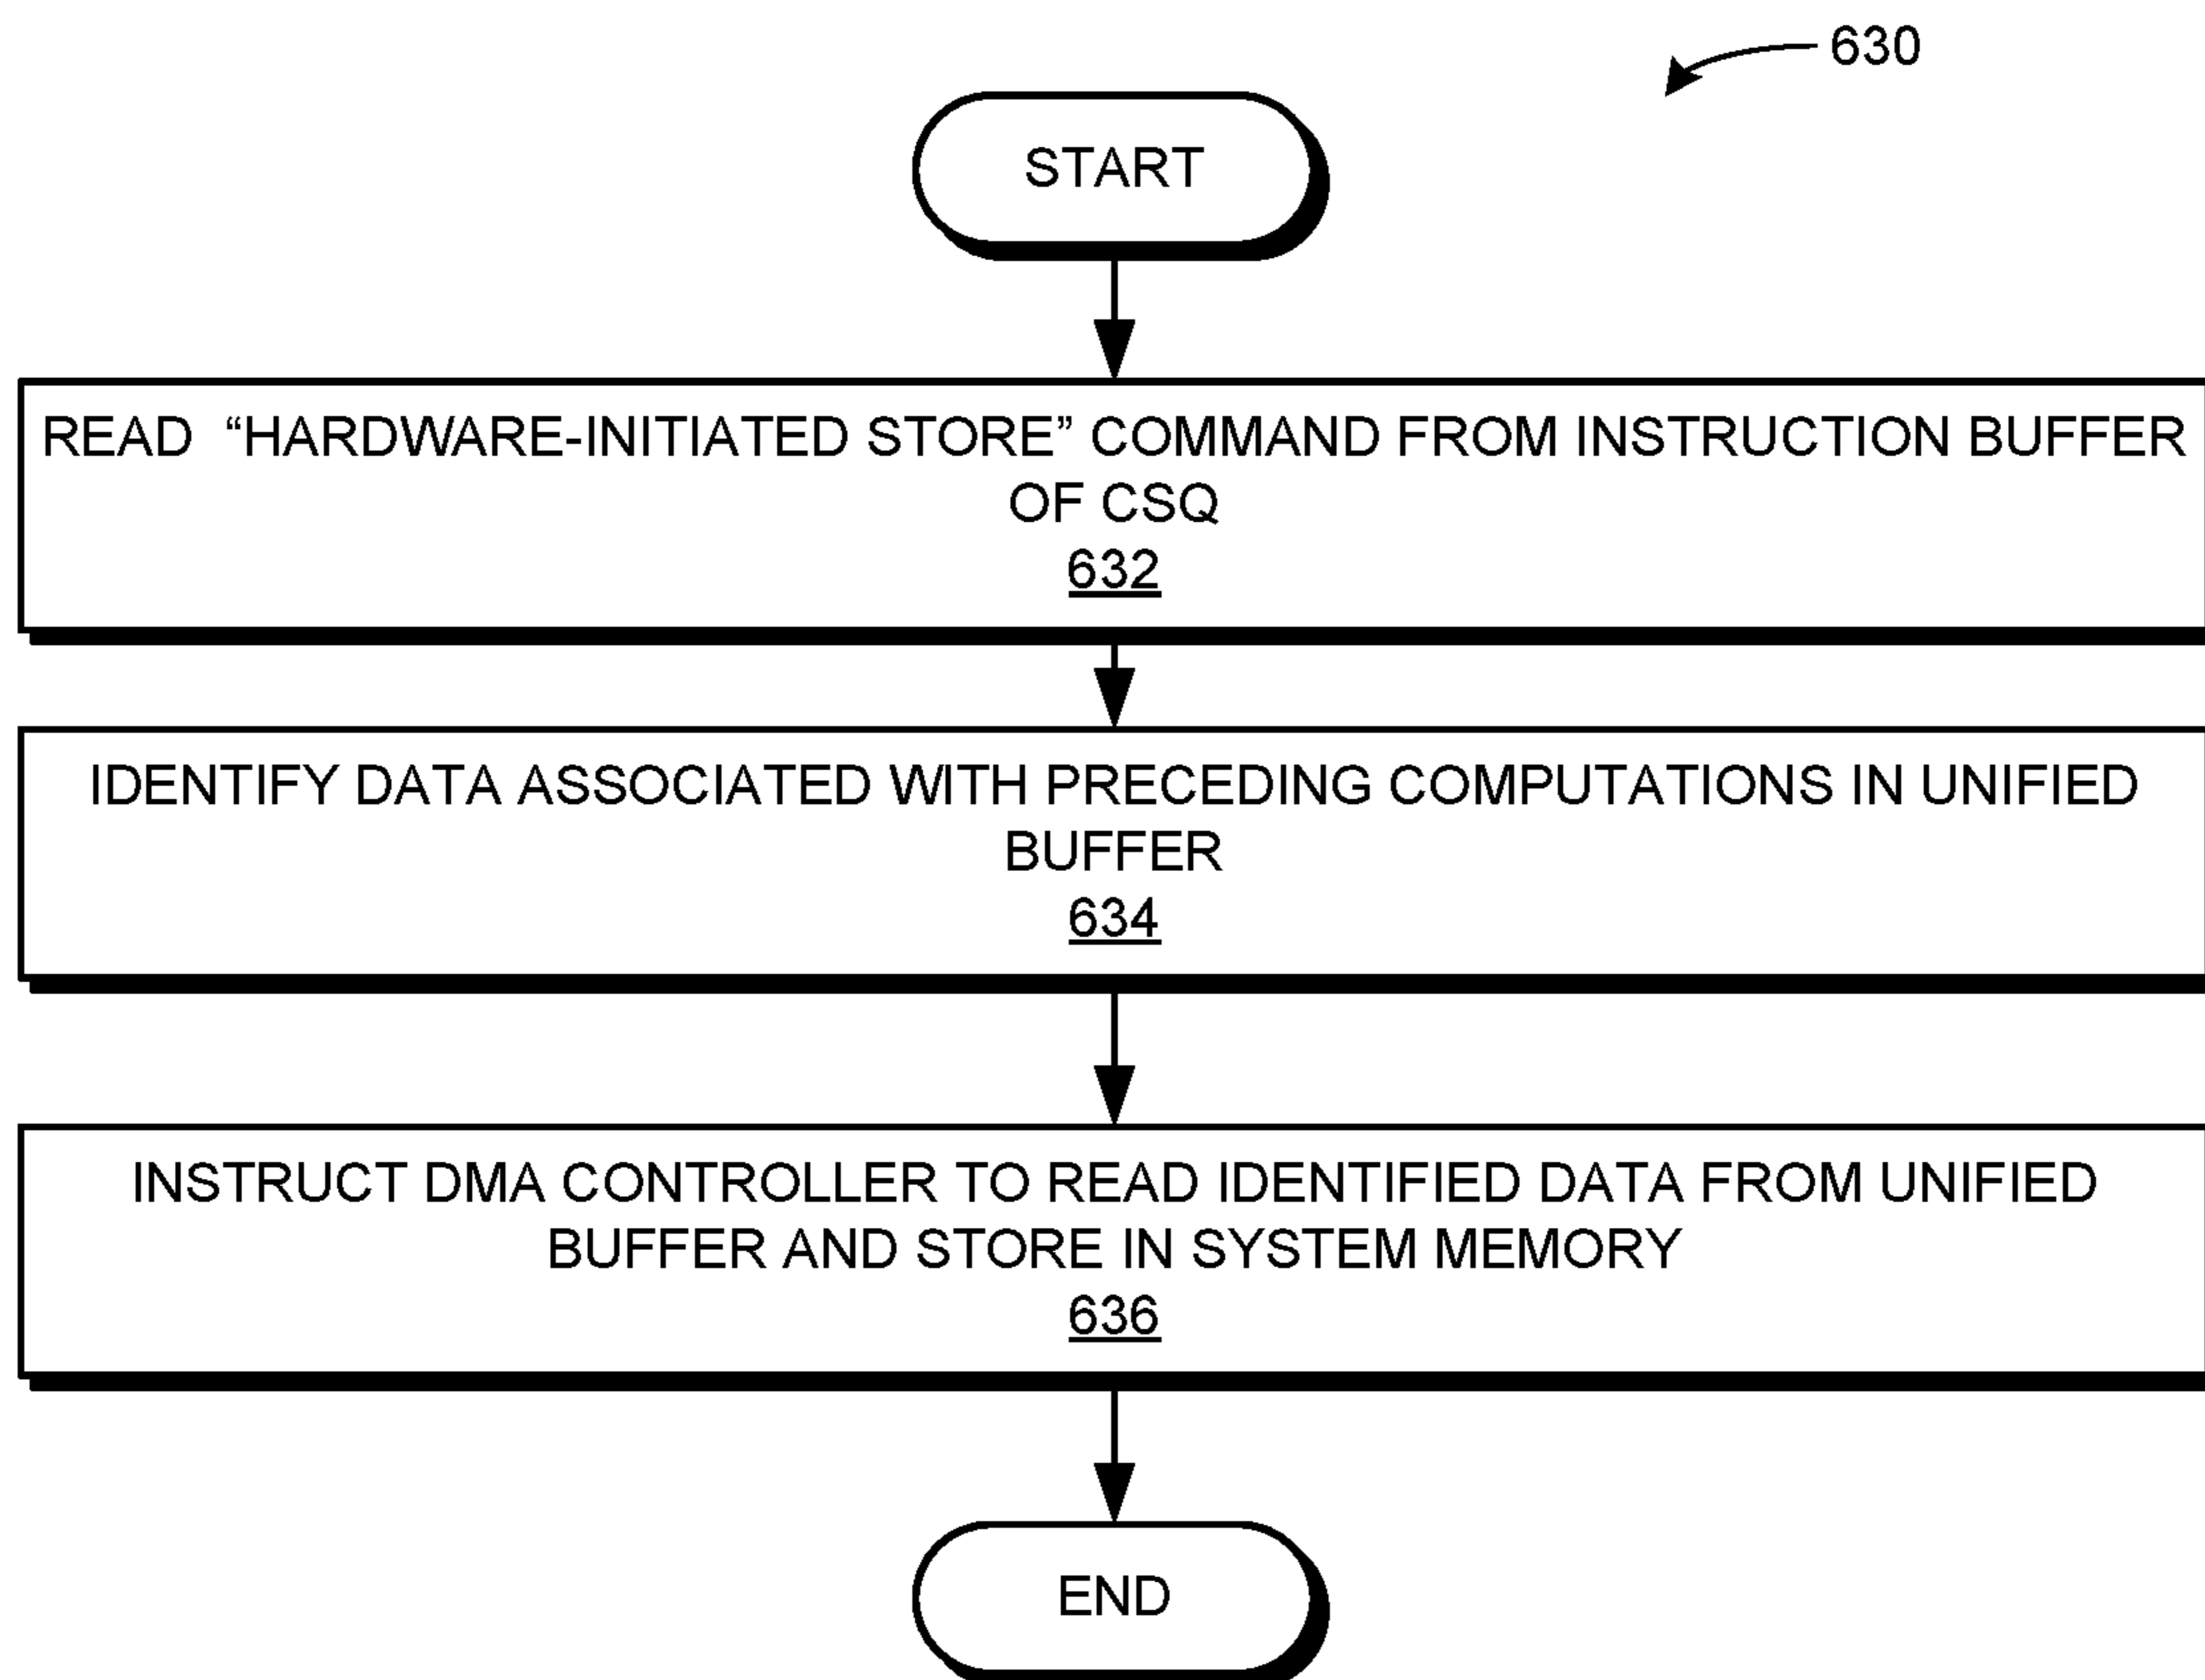 630
START
READ “HARDWARE-INITIATED STORE” COMMAND FROM INSTRUCTION BUFFER
OF CSQ
632
IDENTIFY DATA ASSOCIATED WITH PRECEDING COMPUTATIONS IN UNIFIED
BUFFER
634
INSTRUCT DMA CONTROLLER TO READ IDENTIFIED DATA FROM UNIFIED
BUFFER AND STORE IN SYSTEM MEMORY
636
END